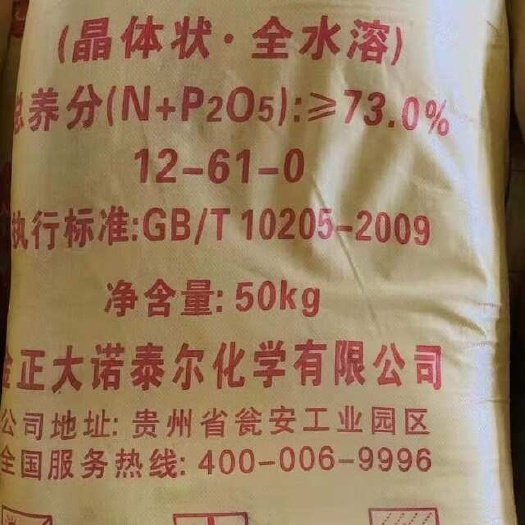 (晶体状·全水溶)
总养分(N+P2O5):≥73.0%
12-61-0
执行标准:GB/T 10205-2009
净含量: 50kg
金正大诺泰尔化学有限公司
公司地址: 贵州省瓮安工业园区
全国服务热线: 400-006-9996